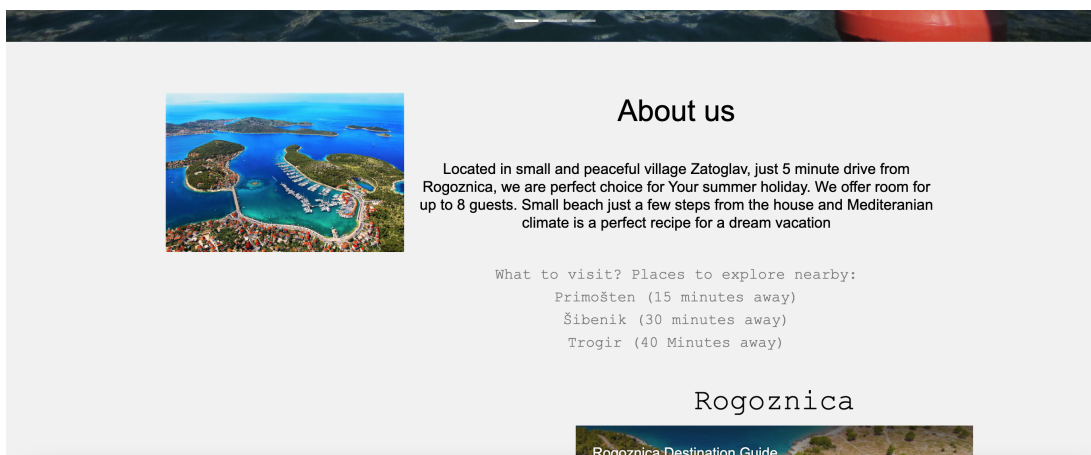 About us
Located in small and peaceful village Zatoglav, just 5 minute drive from
Rogoznica, we are perfect choice for Your summer holiday. We offer room for
up to 8 guests. Small beach just a few steps from the house and Mediteranian
climate is a perfect recipe for a dream vacation
What to visit? Places to explore nearby:
Primošten (15 minutes away)
Šibenik (30 minutes away)
Trogir (40 Minutes away)
Rogoznica
Rogoznica Destination Guide